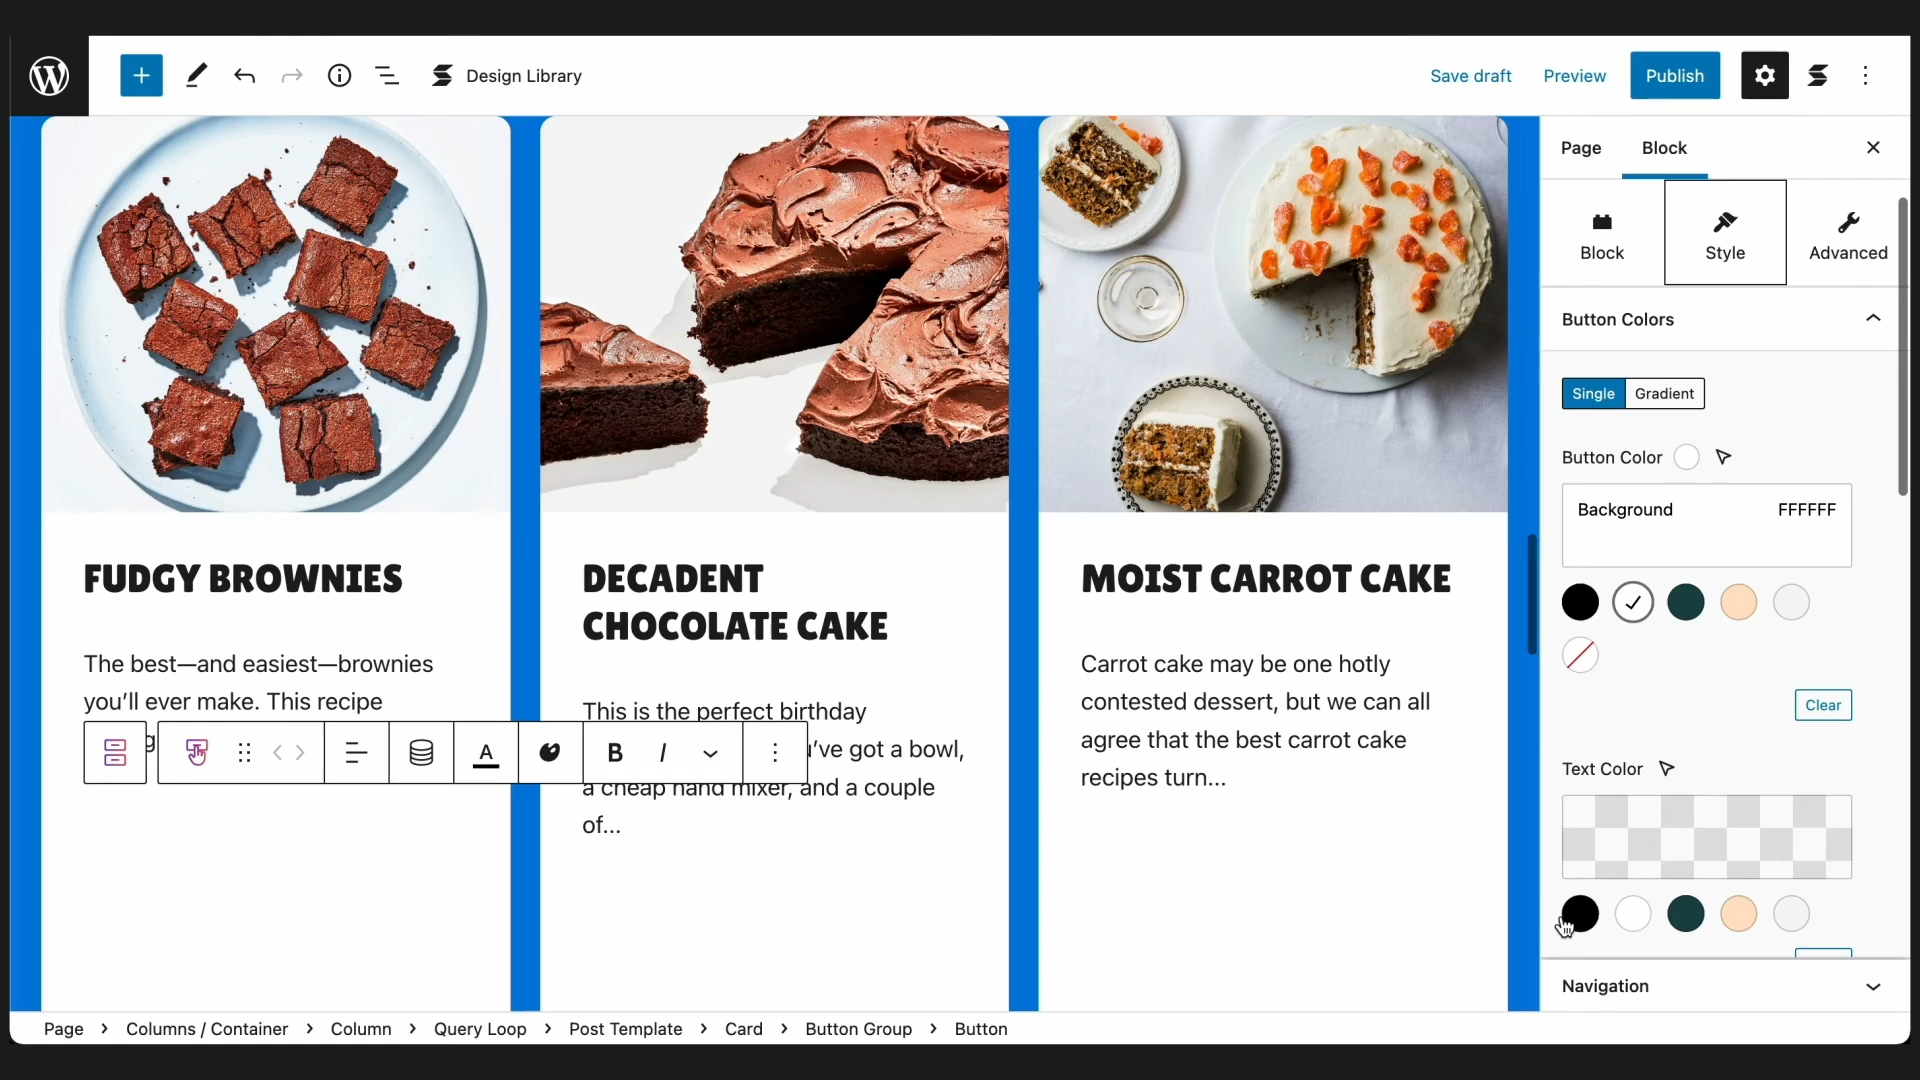 Design Library
Save draft
Preview
Publish
Page
Block
Block
Style
Advanced
Button Colors
Single
Gradient
Button Color
Background
FFFFFF
Clear
Text Color
Navigation
FUDGY BROWNIES
The best—and easiest—brownies
you'll ever make. This recipe
g
DECADENT
CHOCOLATE CAKE
This is the perfect birthday
u've got a bowl,
a cheap hand mixer, and a couple
of...
MOIST CARROT CAKE
Carrot cake may be one hotly
contested dessert, but we can all
agree that the best carrot cake
recipes turn...
A
B
I
Page > Columns / Container > Column > Query Loop > Post Template > Card > Button Group > Button